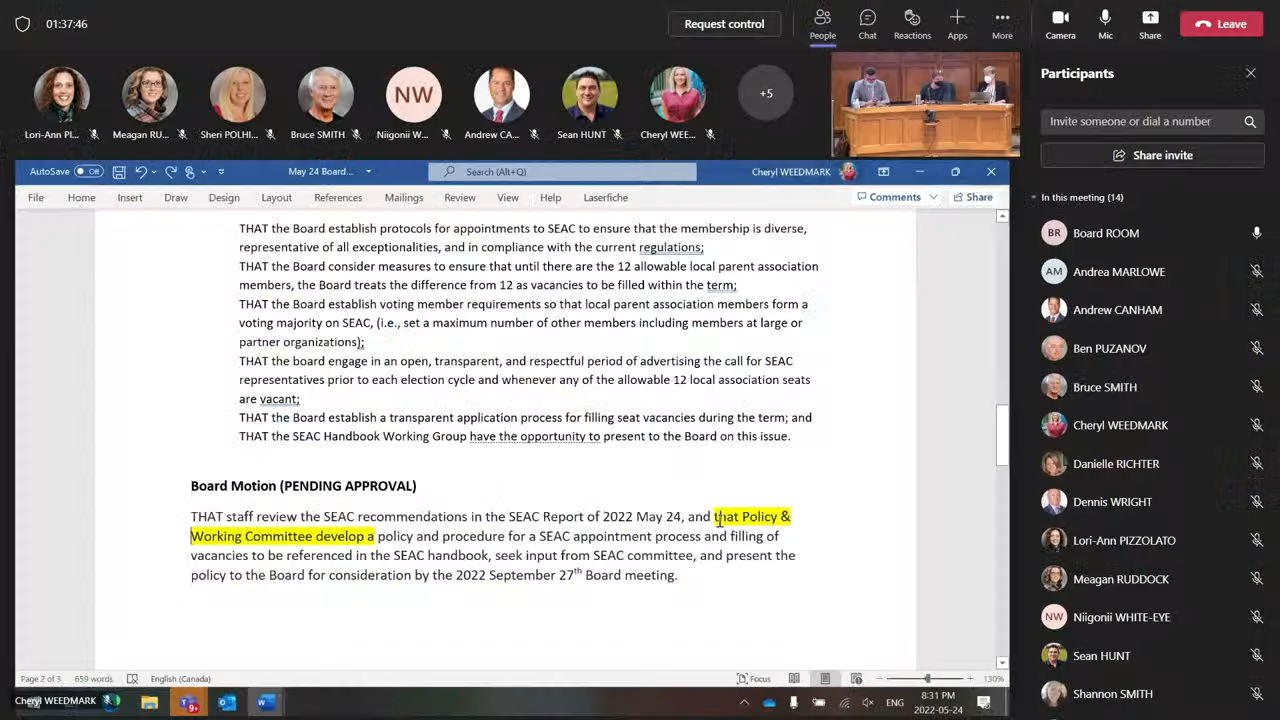 01:37:46
Request control
People
Chat
Reactions
Apps
More
Camera
Mic
Share
Leave
Lori-Ann PI...
Meagan RU...
Sheri POLHI...
Bruce SMITH
Niigonii W...
NW
Andrew CA...
Sean HUNT
Cheryl WEE...
+5
Participants
Invite someone or dial a number
Share invite
In this meeting (14)
BR Board ROOM
AM Andrea MARLOWE
Andrew CANHAM
Ben PUZANOV
Bruce SMITH
Cheryl WEEDMARK
Danielle RICHTER
Dennis WRIGHT
Lori-Ann PIZZOLATO
Meagan RUDDOCK
NW Niigonii WHITE-EYE
Sean HUNT
Shannon SMITH
AutoSave Off
May 24 Board...
Search (Alt+Q)
Cheryl WEEDMARK
File Home Insert Draw Design Layout References Mailings Review View Help Laserfiche
Comments
Share
THAT the Board establish protocols for appointments to SEAC to ensure that the membership is diverse,
representative of all exceptionalities, and in compliance with the current regulations;
THAT the Board consider measures to ensure that until there are the 12 allowable local parent association
members, the Board treats the difference from 12 as vacancies to be filled within the term;
THAT the Board establish voting member requirements so that local parent association members form a
voting majority on SEAC, (i.e., set a maximum number of other members including members at large or
partner organizations);
THAT the board engage in an open, transparent, and respectful period of advertising the call for SEAC
representatives prior to each election cycle and whenever any of the allowable 12 local association seats
are vacant;
THAT the Board establish a transparent application process for filling seat vacancies during the term; and
THAT the SEAC Handbook Working Group have the opportunity to present to the Board on this issue.
Board Motion (PENDING APPROVAL)
THAT staff review the SEAC recommendations in the SEAC Report of 2022 May 24, and that Policy &
Working Committee develop a policy and procedure for a SEAC appointment process and filling of
vacancies to be referenced in the SEAC handbook, seek input from SEAC committee, and present the
policy to the Board for consideration by the 2022 September 27th Board meeting.
Page 2 of 3
659 words
English (Canada)
Focus
130%
Cheryl WEEDMARK
9+
ENG
8:31 PM
2022-05-24